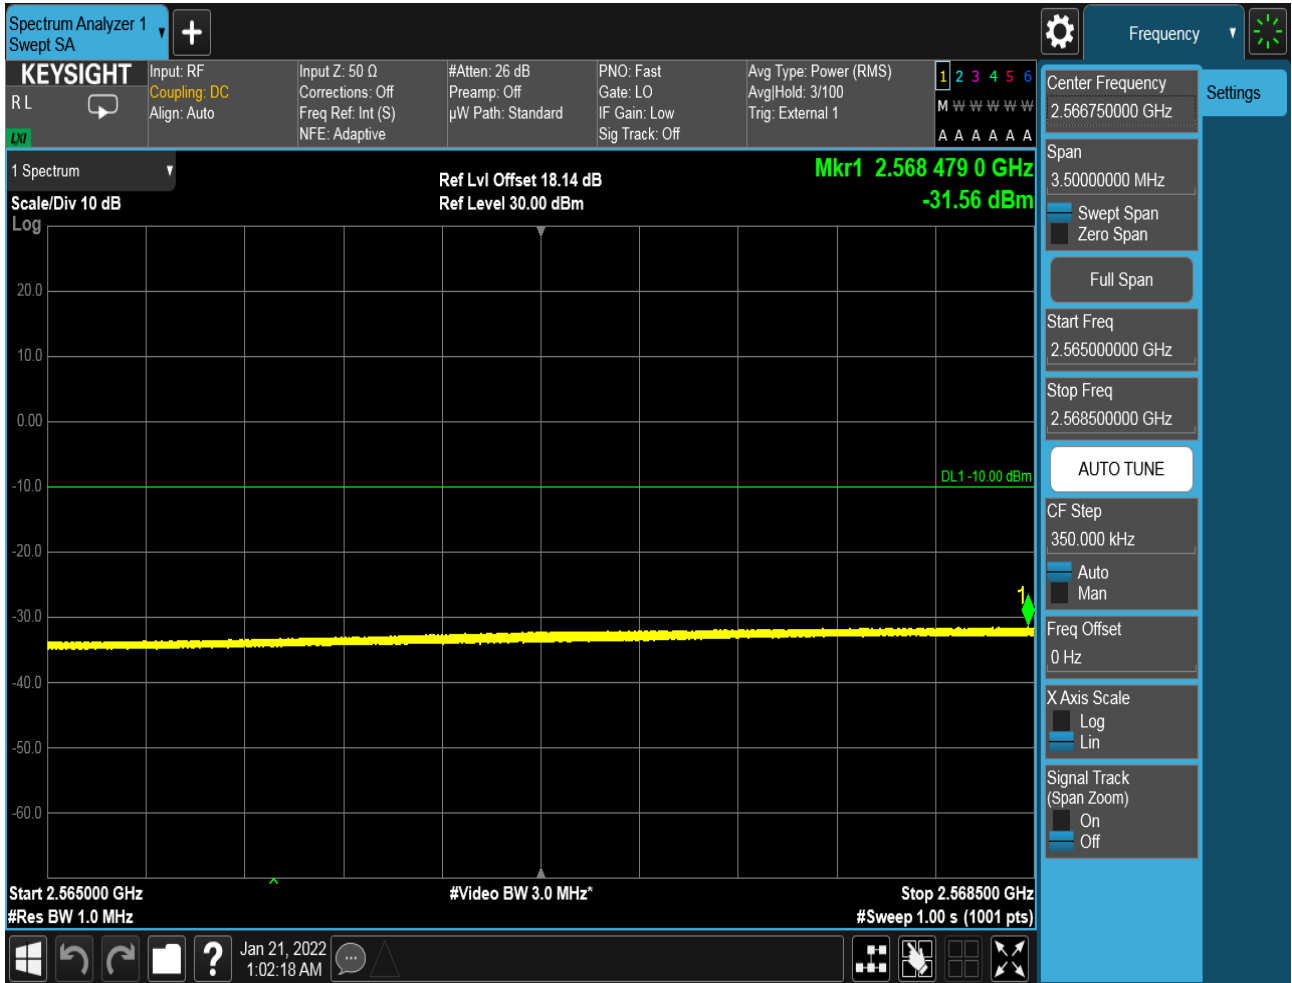 Spectrum Analyzer 1
Swept SA
Frequency
KEYSIGHT
R L
LXI
Input: RF
Coupling: DC
Align: Auto
Input Z: 50 Ω
Corrections: Off
Freq Ref: Int (S)
NFE: Adaptive
#Atten: 26 dB
Preamp: Off
µW Path: Standard
PNO: Fast
Gate: LO
IF Gain: Low
Sig Track: Off
Avg Type: Power (RMS)
Avg|Hold: 3/100
Trig: External 1
1 2 3 4 5 6
M W W W W W
A A A A A A
1 Spectrum
Scale/Div 10 dB
Log
Ref Lvl Offset 18.14 dB
Ref Level 30.00 dBm
Mkr1 2.568 479 0 GHz
-31.56 dBm
20.0
10.0
0.00
-10.0
-20.0
-30.0
-40.0
-50.0
-60.0
DL1 -10.00 dBm
1
Start 2.565000 GHz
#Res BW 1.0 MHz
#Video BW 3.0 MHz*
Stop 2.568500 GHz
#Sweep 1.00 s (1001 pts)
Center Frequency
2.566750000 GHz
Settings
Span
3.50000000 MHz
Swept Span
Zero Span
Full Span
Start Freq
2.565000000 GHz
Stop Freq
2.568500000 GHz
AUTO TUNE
CF Step
350.000 kHz
Auto
Man
Freq Offset
0 Hz
X Axis Scale
Log
Lin
Signal Track
(Span Zoom)
On
Off
?
Jan 21, 2022
1:02:18 AM